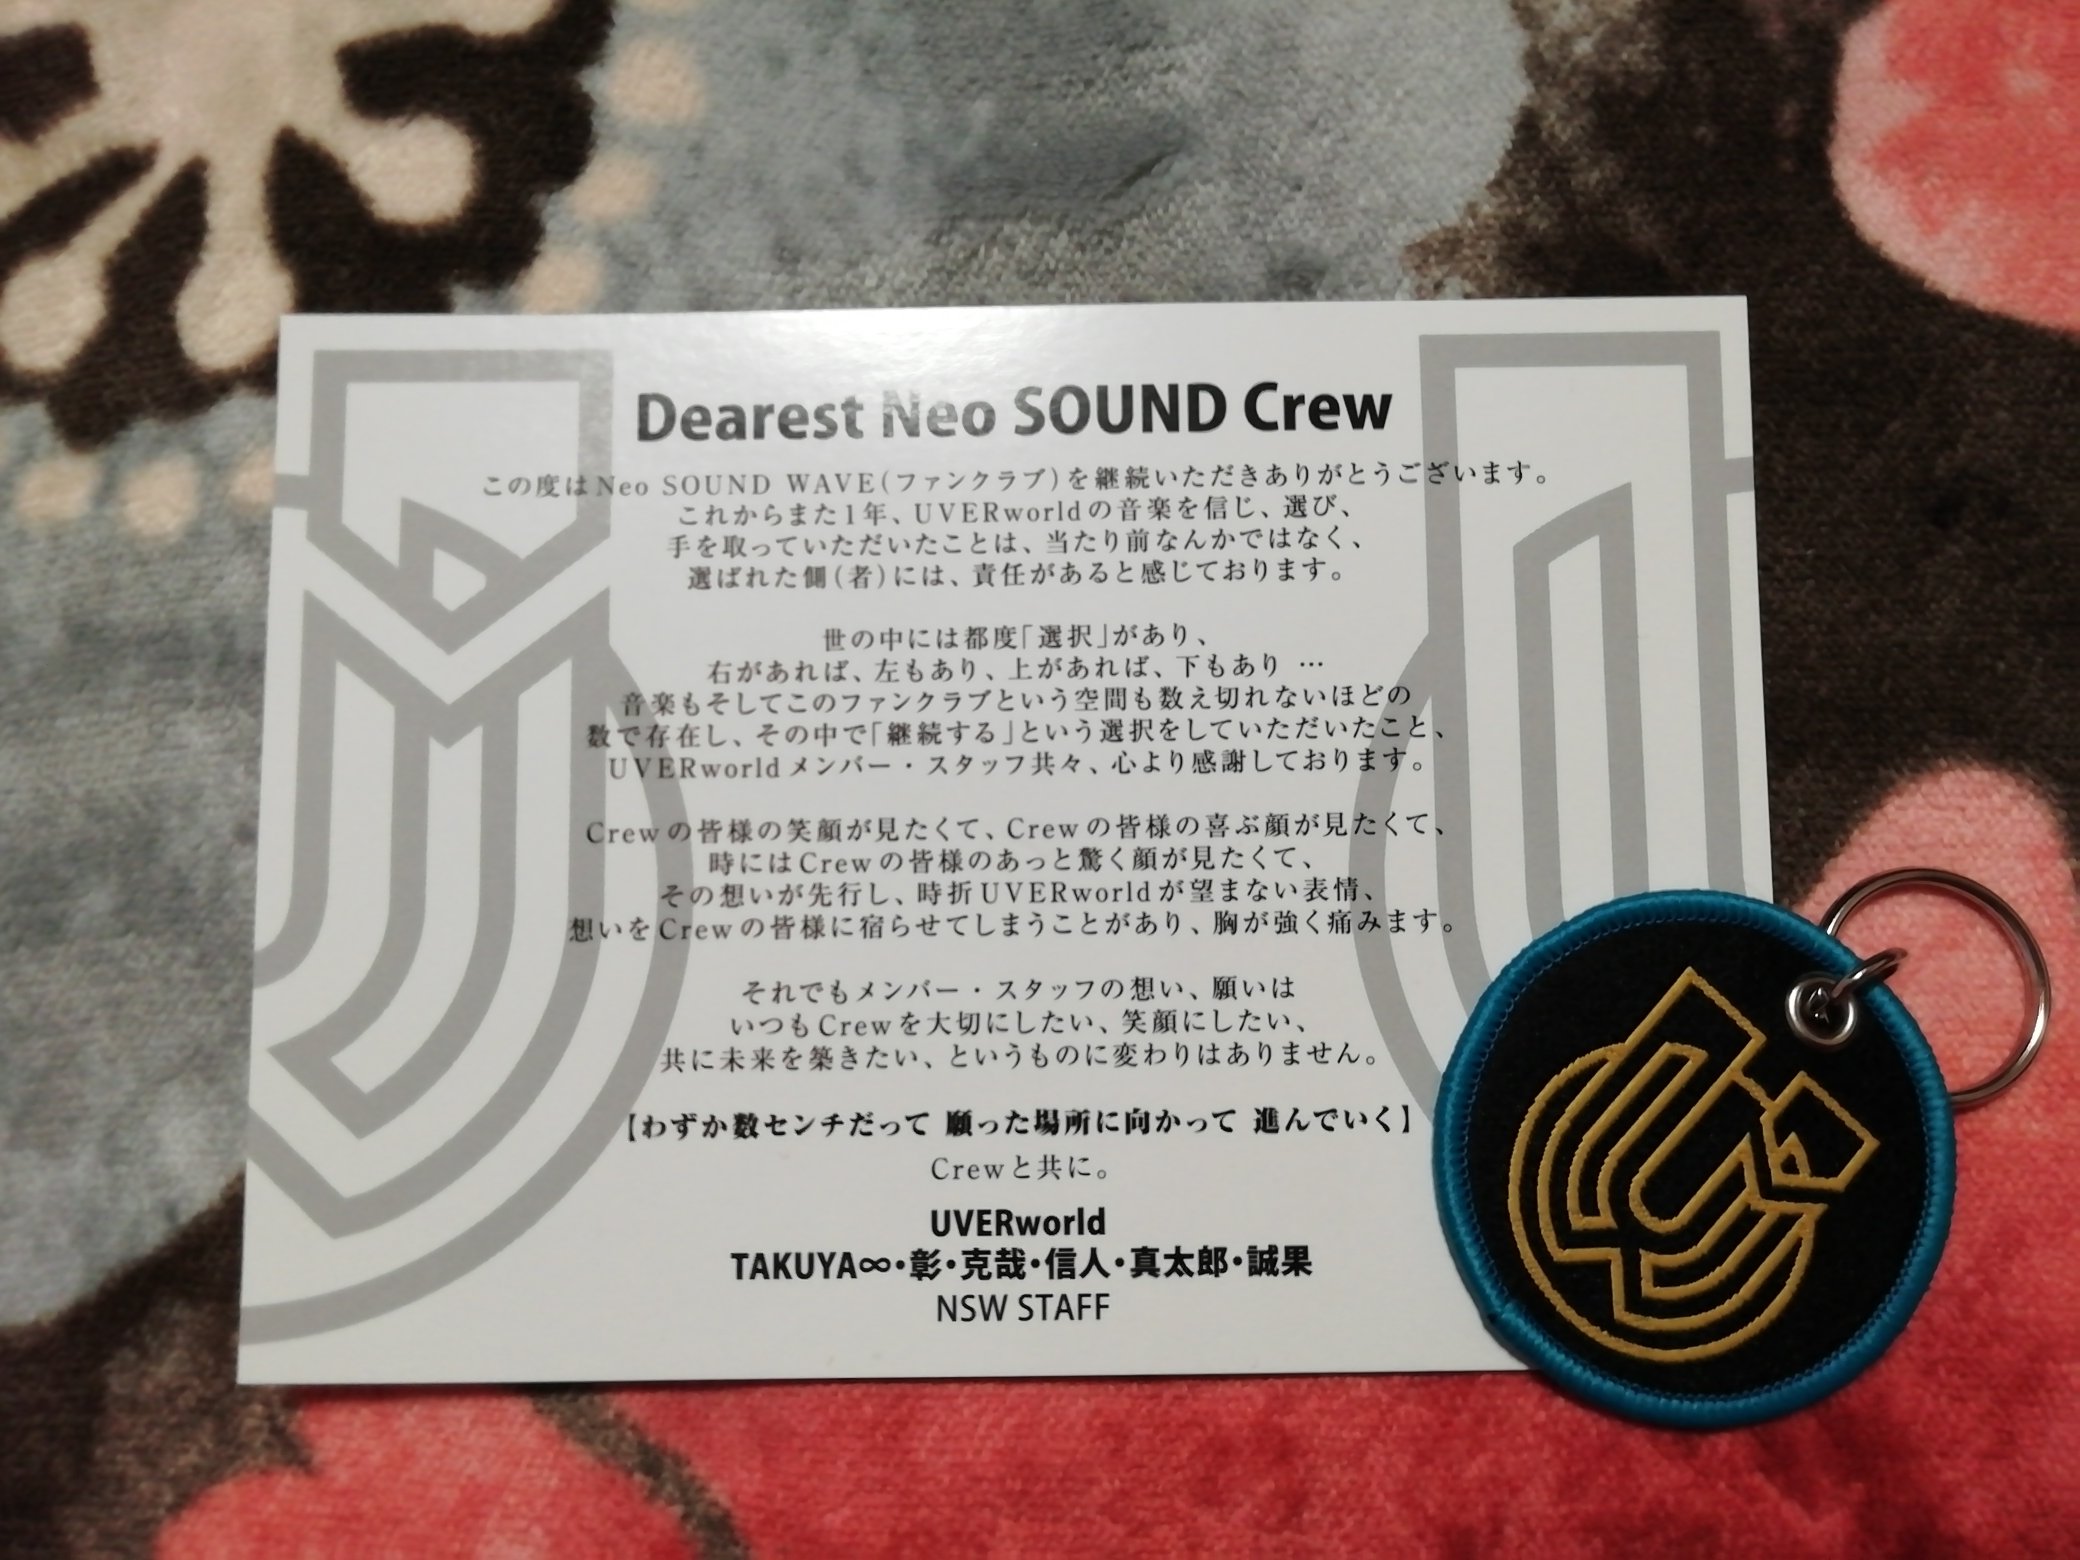 Dearest Neo SOUND Crew
この度はNeo SOUND WAVE(ファンクラブ)を継続いただきありがとうございます。
これからまた1年、UVERworldの音楽を信じ、選び、
手を取っていただいたことは、当たり前なんかではなく、
選ばれた側(者)には、責任があると感じております。
世の中には都度「選択」があり、
右があれば、左もあり、上があれば、下もあり …
音楽もそしてこのファンクラブという空間も数え切れないほどの
数で存在し、その中で「継続する」という選択をしていただいたこと、
UVERworldメンバー・スタッフ共々、心より感謝しております。
Crewの皆様の笑顔が見たくて、Crewの皆様の喜ぶ顔が見たくて、
時にはCrewの皆様のあっと驚く顔が見たくて、
その想いが先行し、時折UVERworldが望まない表情、
想いをCrewの皆様に宿らせてしまうことがあり、胸が強く痛みます。
それでもメンバー・スタッフの想い、願いは
いつもCrewを大切にしたい、笑顔にしたい、
共に未来を築きたい、というものに変わりはありません。
【わずか数センチだって 願った場所に向かって 進んでいく】
Crewと共に。
UVERworld
TAKUYA∞・彰・克哉・信人・真太郎・誠果
NSW STAFF